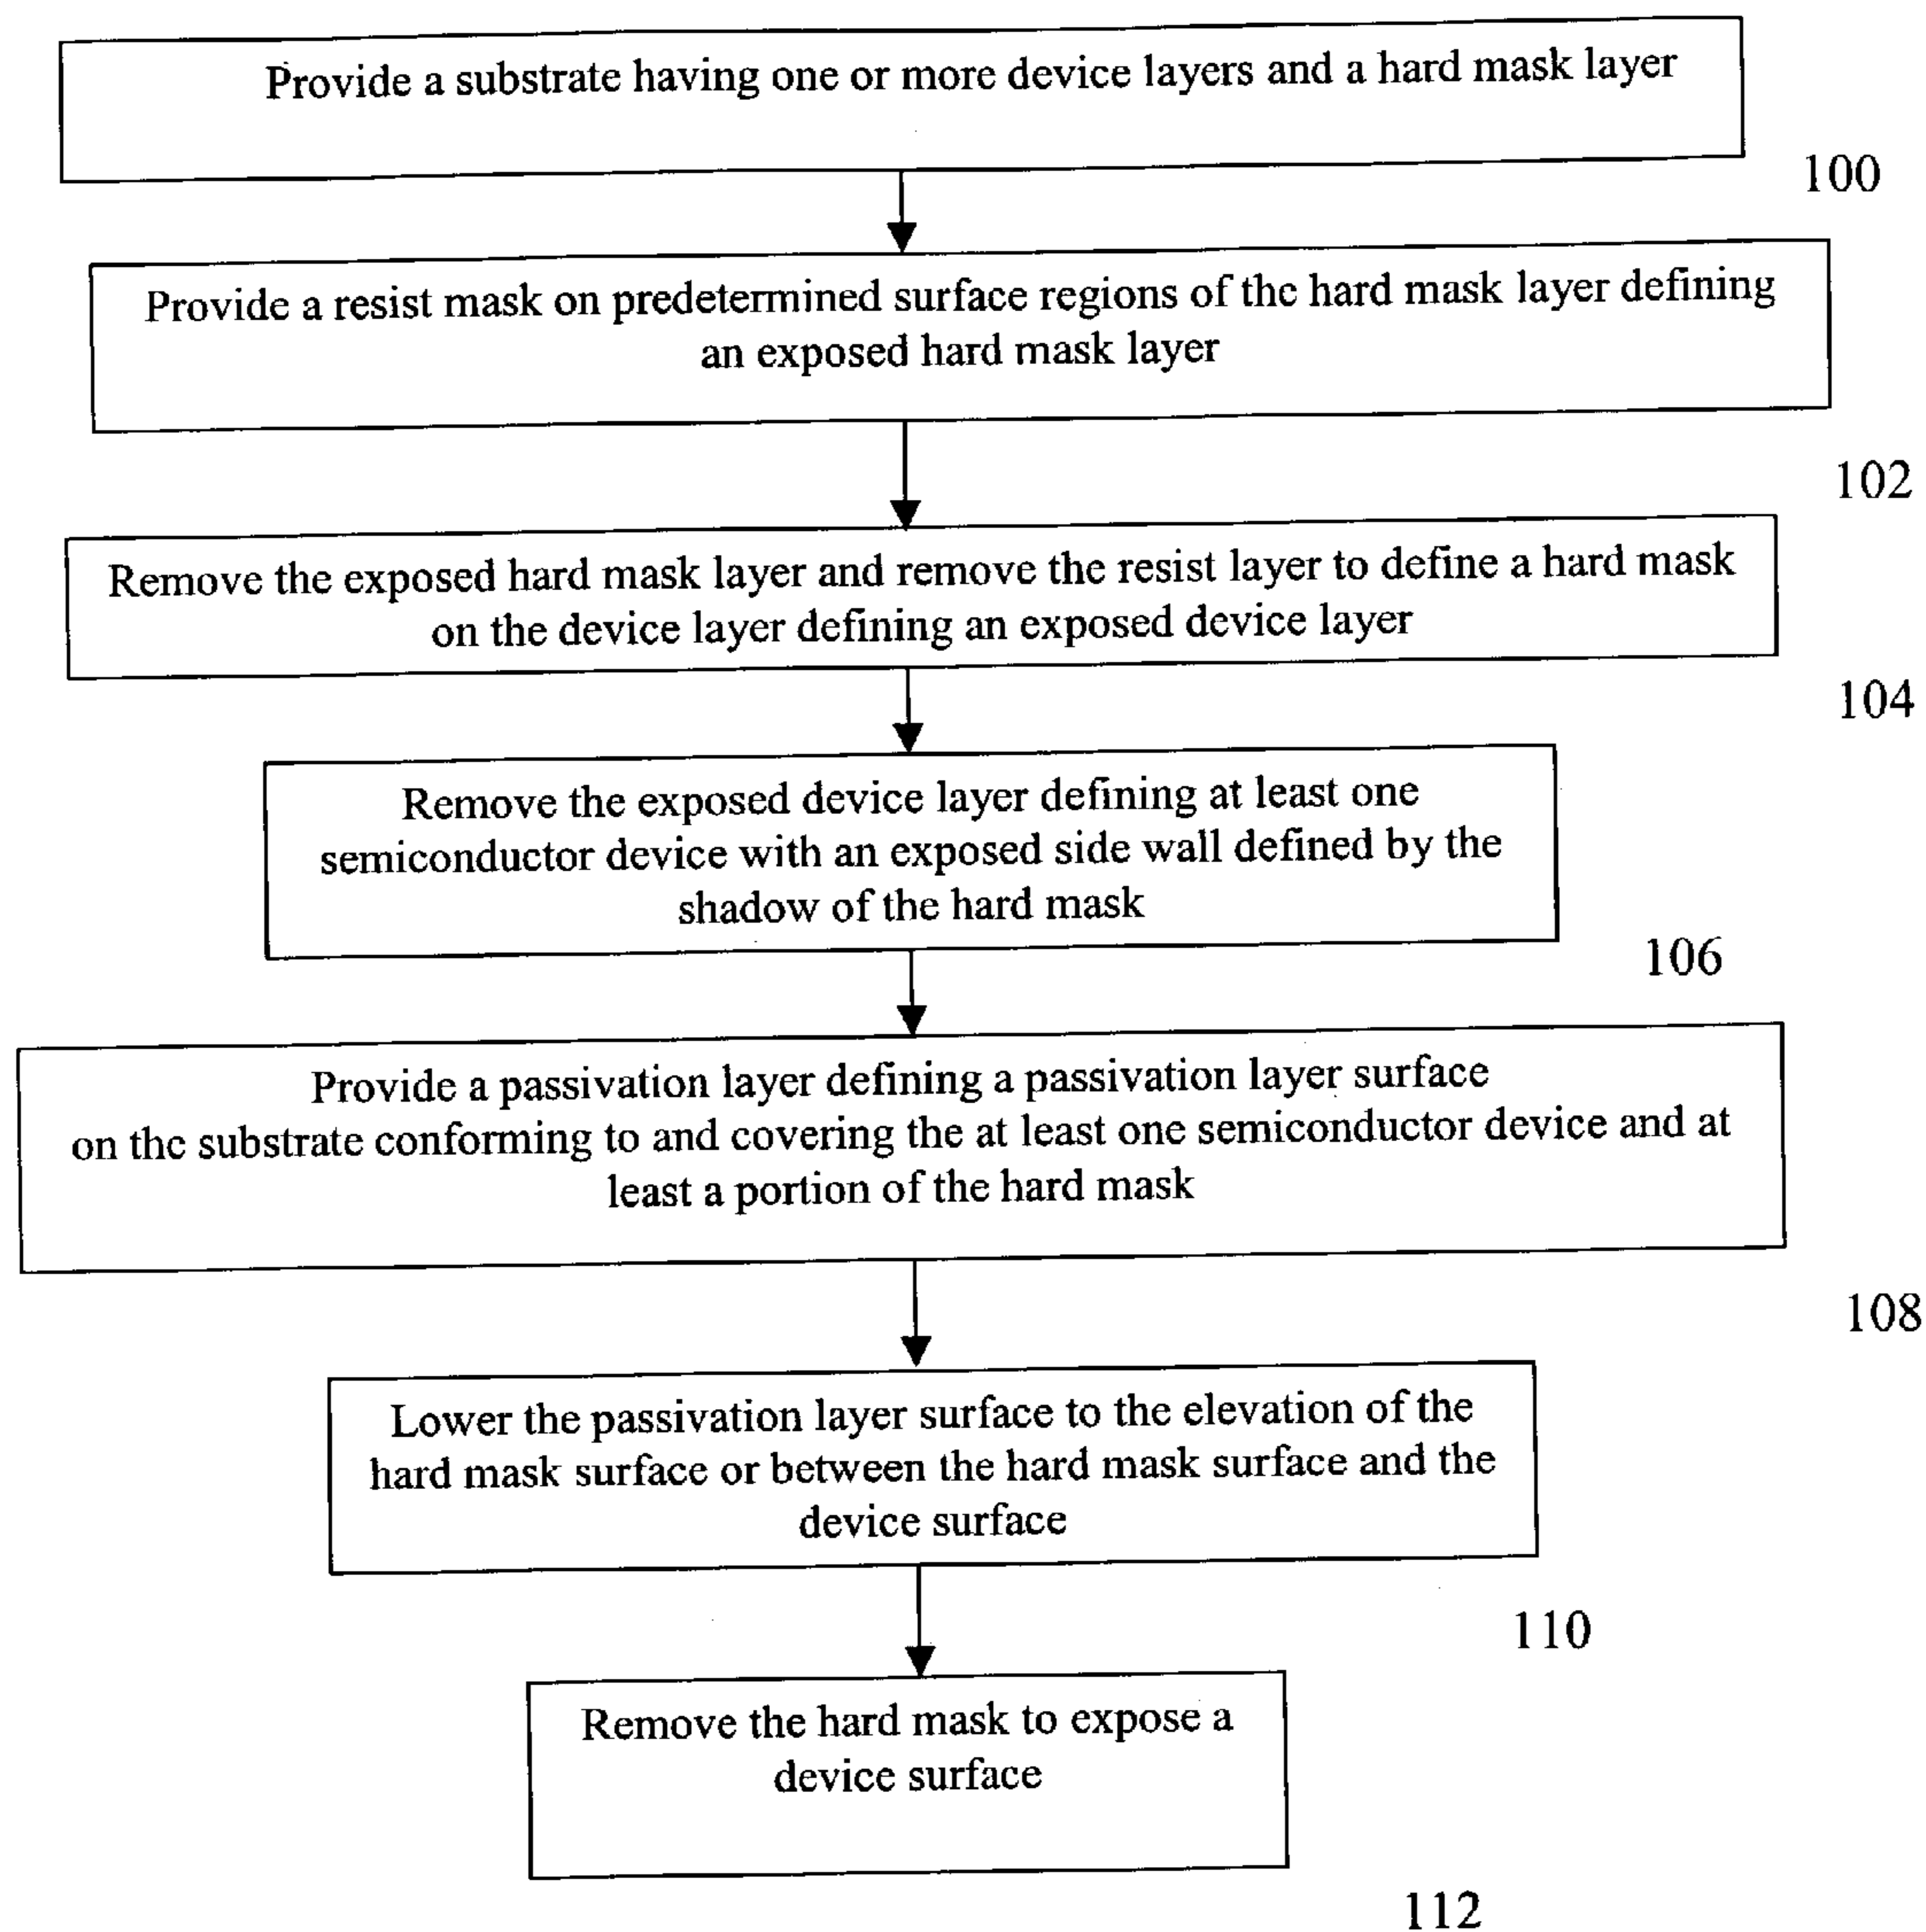 Provide a substrate having one or more device layers and a hard mask layer
100
Provide a resist mask on predetermined surface regions of the hard mask layer defining
an exposed hard mask layer
102
Remove the exposed hard mask layer and remove the resist layer to define a hard mask
on the device layer defining an exposed device layer
104
Remove the exposed device layer defining at least one
semiconductor device with an exposed side wall defined by the
shadow of the hard mask
106
Provide a passivation layer defining a passivation layer surface
on the substrate conforming to and covering the at least one semiconductor device and at
least a portion of the hard mask
108
Lower the passivation layer surface to the elevation of the
hard mask surface or between the hard mask surface and the
device surface
110
Remove the hard mask to expose a
device surface
112